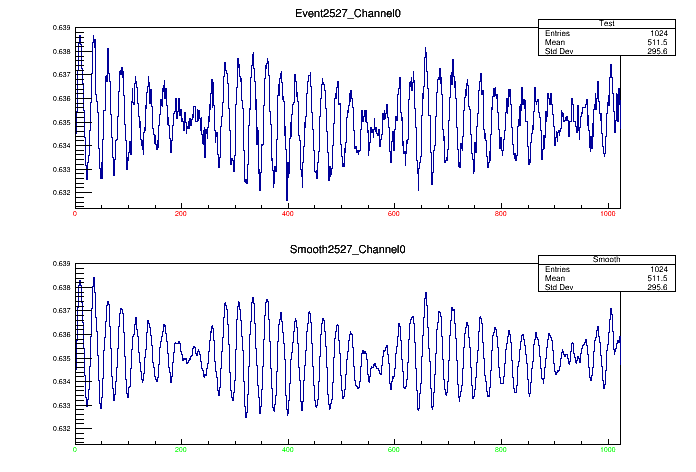 Event2527_Channel0
Test
Entries 1024
Mean 511.5
Std Dev 295.6
0.639
0.638
0.637
0.636
0.635
0.634
0.633
0.632
0 200 400 600 800 1000
Smooth2527_Channel0
Smooth
Entries 1024
Mean 511.5
Std Dev 295.6
0.639
0.638
0.637
0.636
0.635
0.634
0.633
0.632
0 200 400 600 800 1000